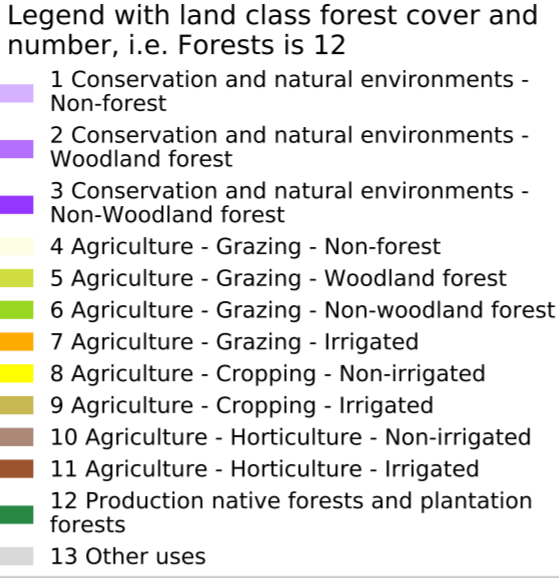 Legend with land class forest cover and
number, i.e. Forests is 12
1 Conservation and natural environments -
Non-forest
2 Conservation and natural environments -
Woodland forest
3 Conservation and natural environments -
Non-Woodland forest
4 Agriculture - Grazing - Non-forest
5 Agriculture - Grazing - Woodland forest
6 Agriculture - Grazing - Non-woodland forest
7 Agriculture - Grazing - Irrigated
8 Agriculture - Cropping - Non-irrigated
9 Agriculture - Cropping - Irrigated
10 Agriculture - Horticulture - Non-irrigated
11 Agriculture - Horticulture - Irrigated
12 Production native forests and plantation
forests
13 Other uses